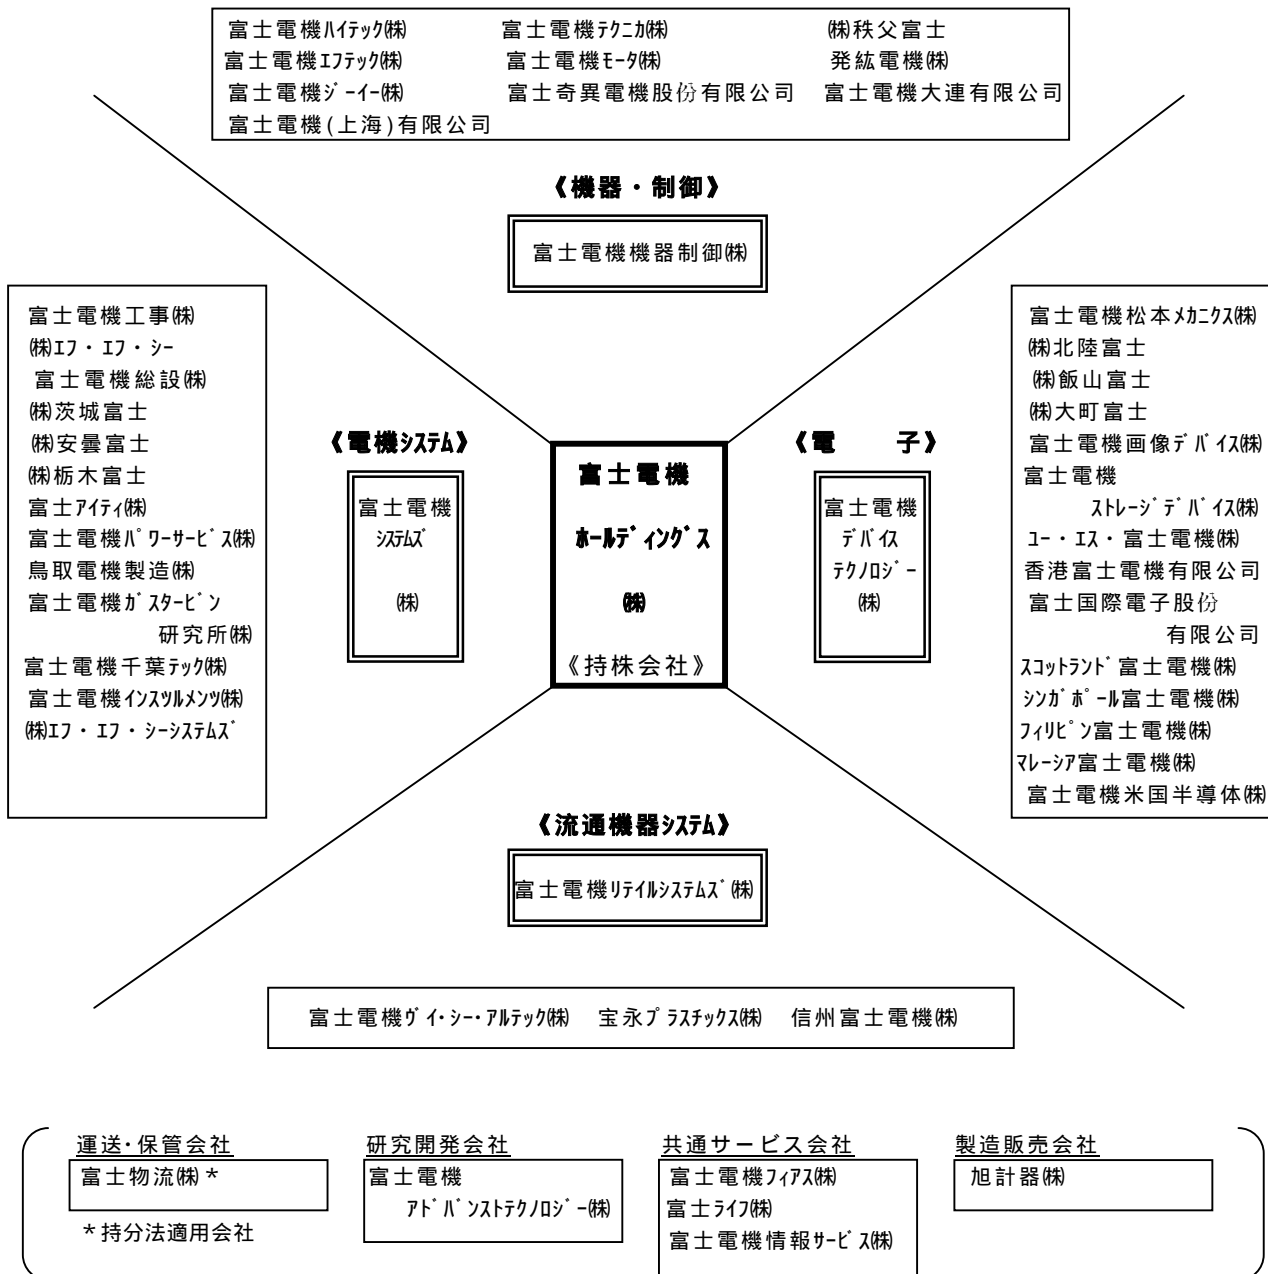 富士電機ﾊｲﾃｯｸ㈱ 富士電機ﾃｸﾆｶ㈱ ㈱秩父富士
富士電機ｴﾌﾃｯｸ㈱ 富士電機ﾓｰﾀ㈱ 発紘電機㈱
富士電機ｼﾞｰｲｰ㈱ 富士奇異電機股份有限公司 富士電機大連有限公司
富士電機(上海)有限公司
《機器・制御》
富士電機機器制御㈱
富士電機工事㈱
㈱ｴﾌ・ｴﾌ・ｼｰ
富士電機総設㈱
㈱茨城富士
㈱安曇富士
㈱栃木富士
富士ｱｲﾃｨ㈱
富士電機ﾊﾟﾜｰｻｰﾋﾞｽ㈱
鳥取電機製造㈱
富士電機ｶﾞｽﾀｰﾋﾞﾝ
研究所㈱
富士電機千葉ﾃｯｸ㈱
富士電機ｲﾝｽﾂﾙﾒﾝﾂ㈱
㈱ｴﾌ・ｴﾌ・ｼｰｼｽﾃﾑｽﾞ
《電機ｼｽﾃﾑ》
富士電機
ｼｽﾃﾑｽﾞ
㈱
富士電機
ﾎｰﾙﾃﾞｨﾝｸﾞｽ
㈱
《持株会社》
《電 子》
富士電機
ﾃﾞﾊﾞｲｽ
ﾃｸﾉﾛｼﾞｰ
㈱
富士電機松本ﾒｶﾆｸｽ㈱
㈱北陸富士
㈱飯山富士
㈱大町富士
富士電機画像ﾃﾞﾊﾞｲｽ㈱
富士電機
ｽﾄﾚｰｼﾞﾃﾞﾊﾞｲｽ㈱
ﾕｰ・ｴｽ・富士電機㈱
香港富士電機有限公司
富士国際電子股份
有限公司
ｽｺｯﾄﾗﾝﾄﾞ富士電機㈱
ｼﾝｶﾞﾎﾟｰﾙ富士電機㈱
ﾌｨﾘﾋﾟﾝ富士電機㈱
ﾏﾚｰｼｱ富士電機㈱
富士電機米国半導体㈱
《流通機器ｼｽﾃﾑ》
富士電機ﾘﾃｲﾙｼｽﾃﾑｽﾞ㈱
富士電機ｳﾞｲ･ｼｰ･ｱﾙﾃｯｸ㈱ 宝永ﾌﾟﾗｽﾁｯｸｽ㈱ 信州富士電機㈱
運送･保管会社
富士物流㈱*
*持分法適用会社
研究開発会社
富士電機
ｱﾄﾞﾊﾞﾝｽﾄﾃｸﾉﾛｼﾞｰ㈱
共通サービス会社
富士電機ﾌｨｱｽ㈱
富士ﾗｲﾌ㈱
富士電機情報ｻｰﾋﾞｽ㈱
製造販売会社
旭計器㈱